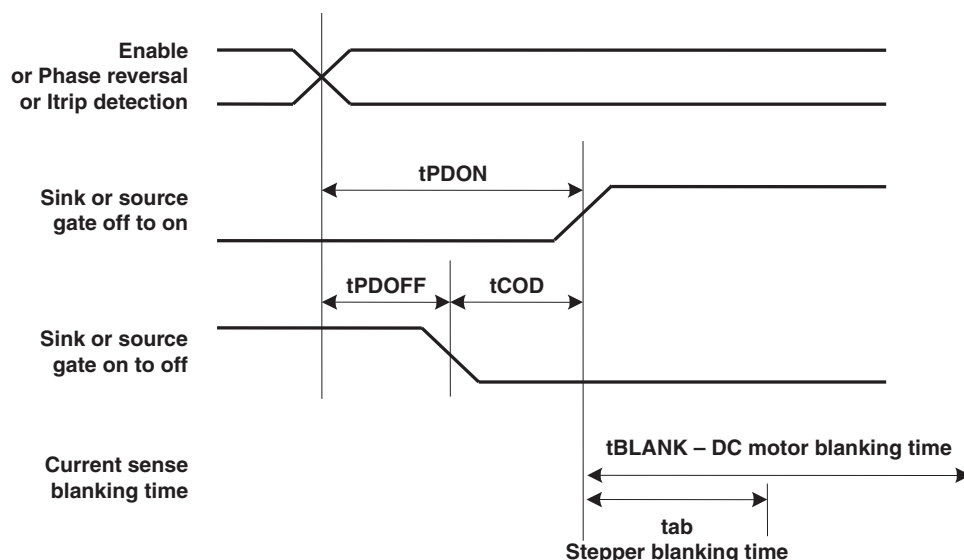 Enable
or Phase reversal
or Itrip detection
tPDON
Sink or source
gate off to on
tPDOFF
tCOD
Sink or source
gate on to off
tBLANK – DC motor blanking time
Current sense
blanking time
tab
Stepper blanking time